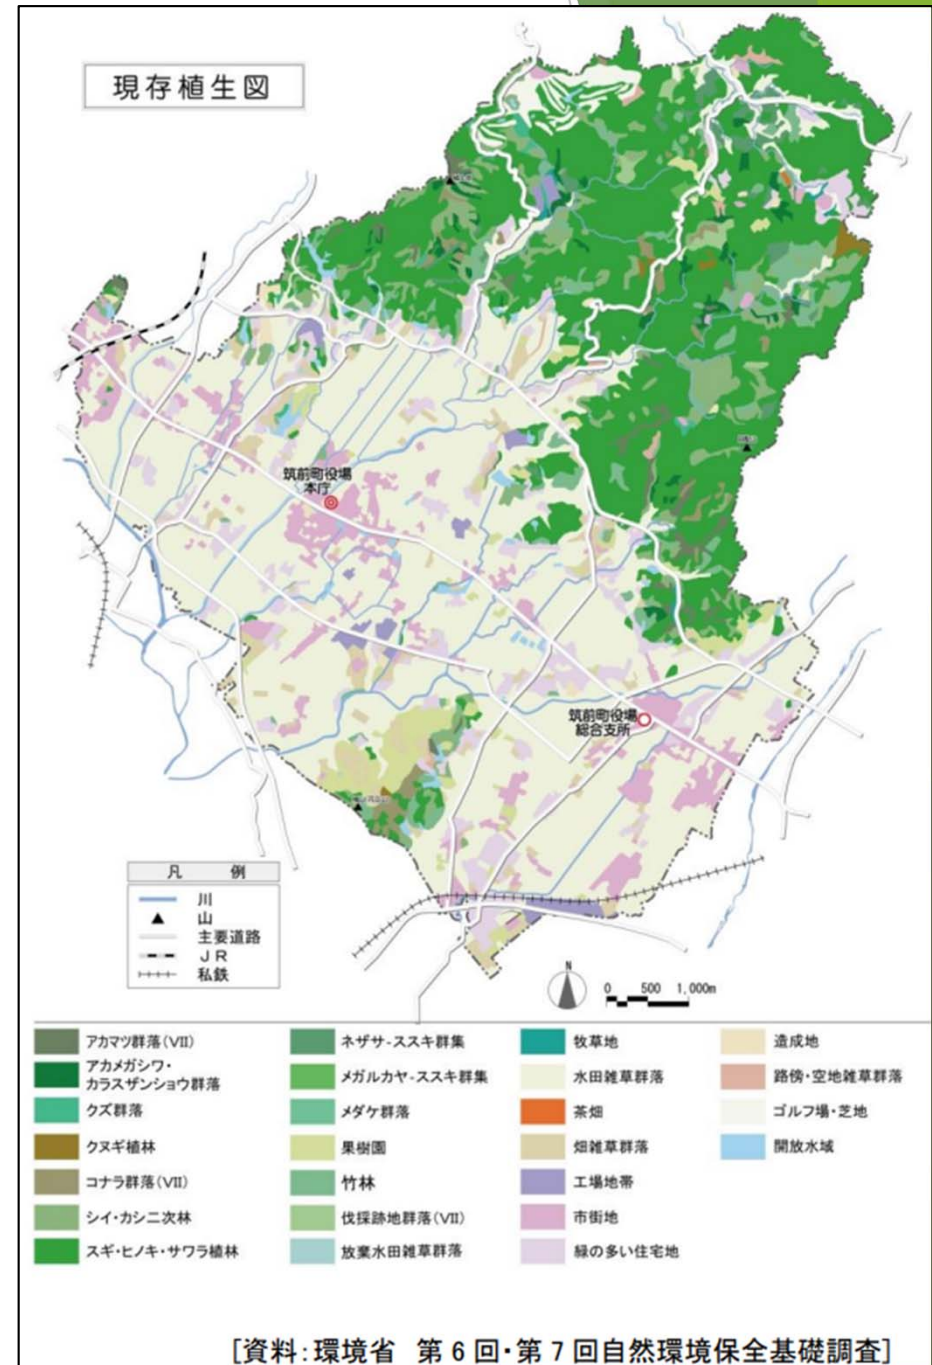 現存植生図
筑前町役場
本庁
筑前町役場
総合支所
凡 例
川
山
主要道路
JR
私鉄
N
0 500 1,000m
アカマツ群落(Ⅶ)
アカメガシワ・
カラスザンショウ群落
クズ群落
クヌギ植林
コナラ群落(Ⅶ)
シイ・カシ二次林
スギ・ヒノキ・サワラ植林
ネザサ-ススキ群集
メガルカヤ-ススキ群集
メダケ群落
果樹園
竹林
伐採跡地群落(Ⅶ)
放棄水田雑草群落
牧草地
水田雑草群落
茶畑
畑雑草群落
工場地帯
市街地
緑の多い住宅地
造成地
路傍・空地雑草群落
ゴルフ場・芝地
開放水域
[資料:環境省 第6回・第7回自然環境保全基礎調査]